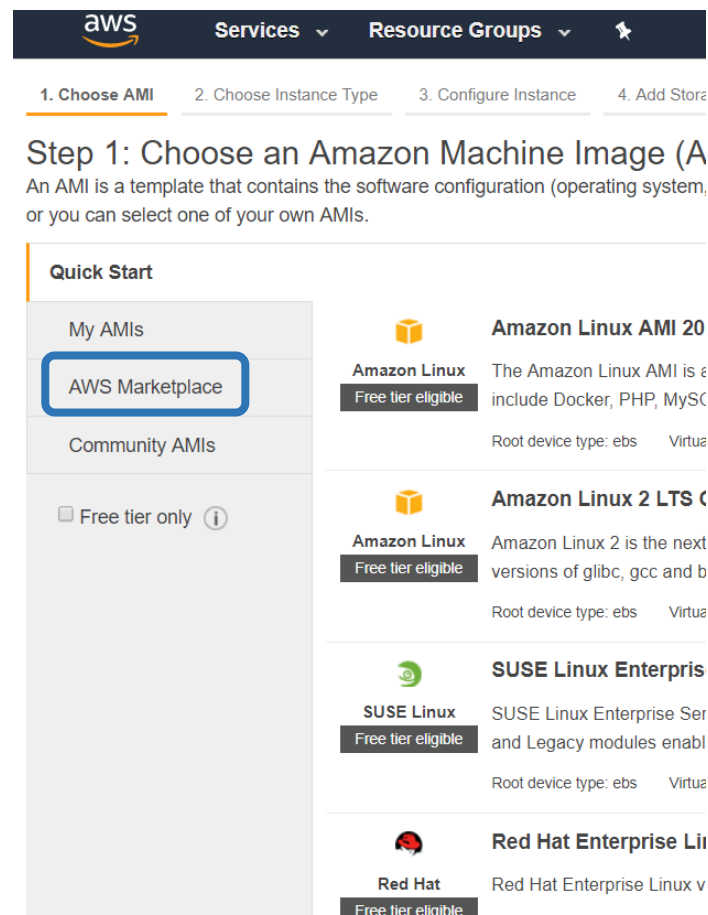 aws
Services
Resource Groups
1. Choose AMI
2. Choose Instance Type
3. Configure Instance
4. Add Stora
Step 1: Choose an Amazon Machine Image (A
An AMI is a template that contains the software configuration (operating system,
or you can select one of your own AMIs.
Quick Start
My AMIs
AWS Marketplace
Community AMIs
Free tier only
Amazon Linux
Free tier eligible
Amazon Linux AMI 20
The Amazon Linux AMI is a
include Docker, PHP, MySQ
Root device type: ebs Virtua
Amazon Linux
Free tier eligible
Amazon Linux 2 LTS C
Amazon Linux 2 is the next
versions of glibc, gcc and b
Root device type: ebs Virtua
SUSE Linux
Free tier eligible
SUSE Linux Enterprise
SUSE Linux Enterprise Ser
and Legacy modules enabl
Root device type: ebs Virtua
Red Hat
Free tier eligible
Red Hat Enterprise Li
Red Hat Enterprise Linux v